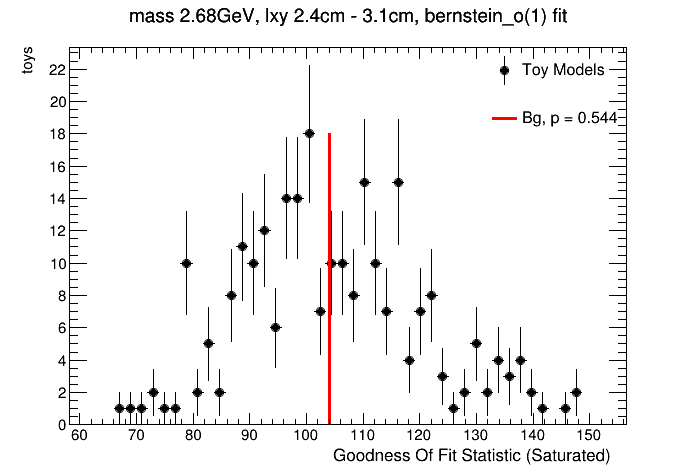 mass 2.68GeV, lxy 2.4cm - 3.1cm, bernstein_o(1) fit
toys
22
20
18
16
14
12
10
8
6
4
2
0
Toy Models
Bg, p = 0.544
60 70 80 90 100 110 120 130 140 150
Goodness Of Fit Statistic (Saturated)